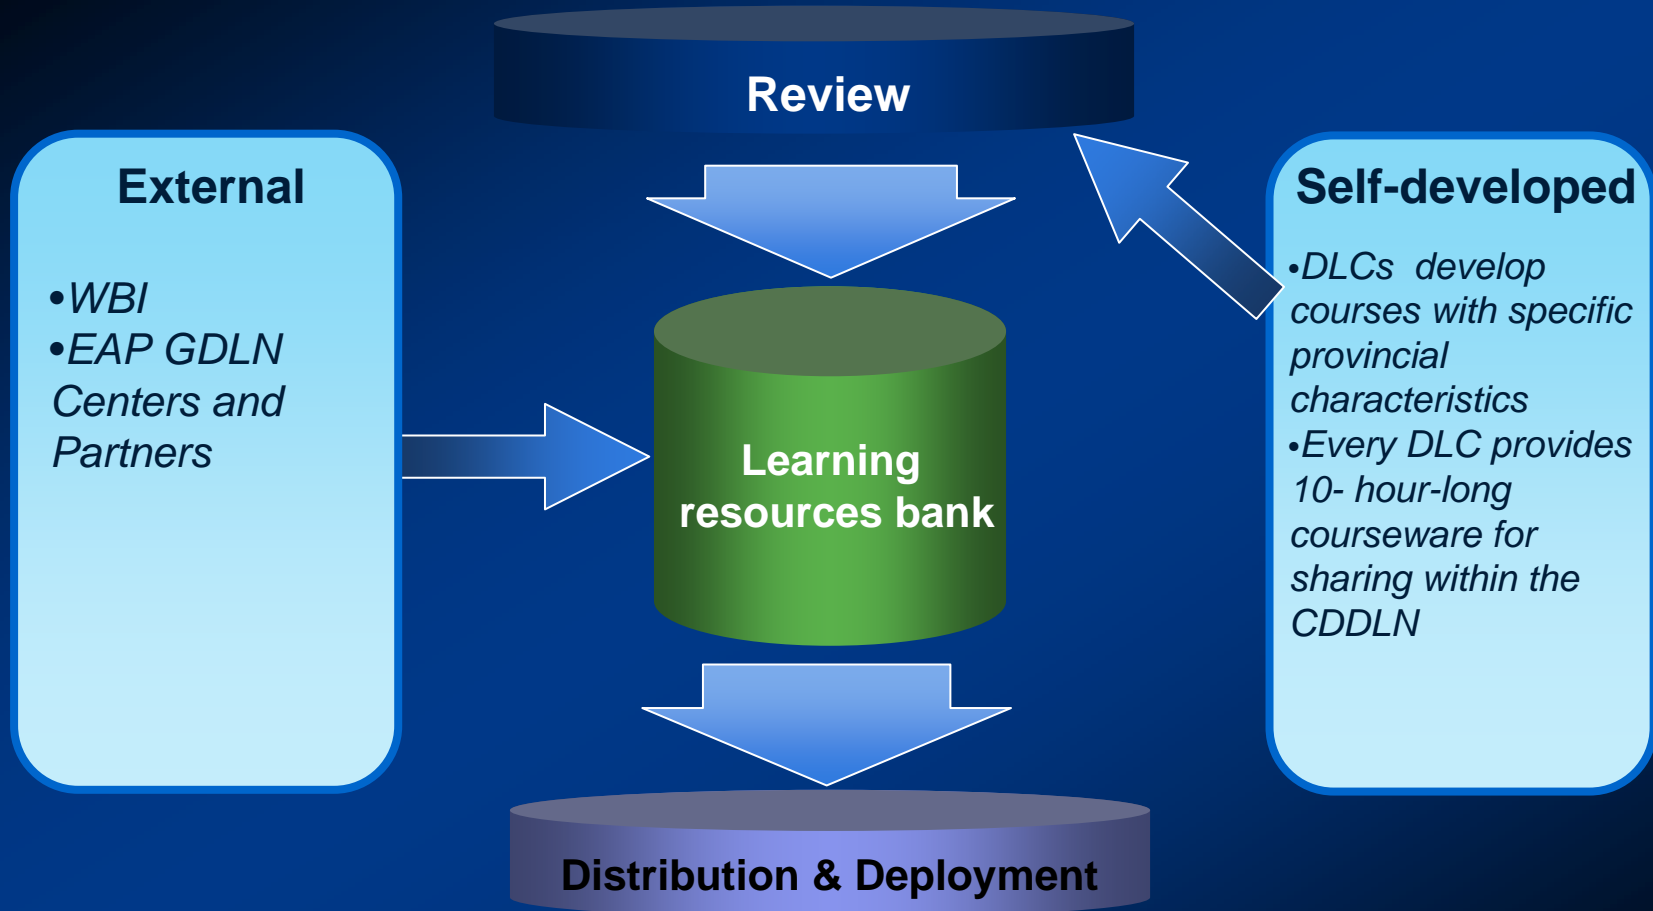 Review
External
•WBI
•EAP GDLN
Centers and
Partners
Learning
resources bank
Self-developed
•DLCs  develop
courses with specific
provincial
characteristics
•Every DLC provides
10- hour-long
courseware for
sharing within the
CDDLN
Distribution & Deployment